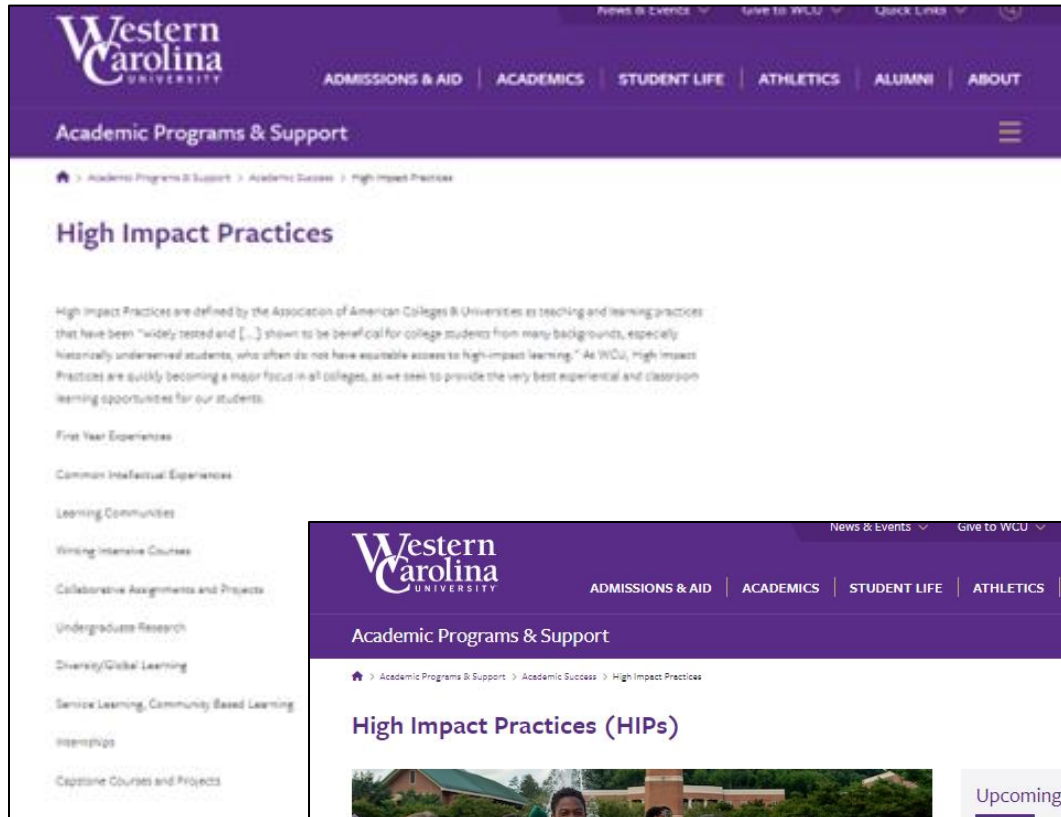 News & Events Give to WCU Quick Links
Western
Carolina
UNIVERSITY
ADMISSIONS & AID ACADEMICS STUDENT LIFE ATHLETICS ALUMNI ABOUT
Academic Programs & Support
> Academic Programs & Support > Academic Success > High Impact Practices
High Impact Practices
High Impact Practices are defined by the Association of American Colleges & Universities as teaching and learning practices
that have been "widely tested and [...] shown to be beneficial for college students from many backgrounds, especially
historically underserved students, who often do not have equitable access to high-impact learning." At WCU, High Impact
Practices are quickly becoming a major focus in all colleges, as we seek to provide the very best experiential and classroom
learning opportunities for our students.
First Year Experiences
Common Intellectual Experiences
Learning Communities
Writing Intensive Courses
Collaborative Assignments and Projects
Undergraduate Research
Diversity/Global Learning
Service Learning, Community Based Learning
Internships
Capstone Courses and Projects
News & Events Give to WCU
Western
Carolina
UNIVERSITY
ADMISSIONS & AID ACADEMICS STUDENT LIFE ATHLETICS
Academic Programs & Support
> Academic Programs & Support > Academic Success > High Impact Practices
High Impact Practices (HIPs)
Upcoming